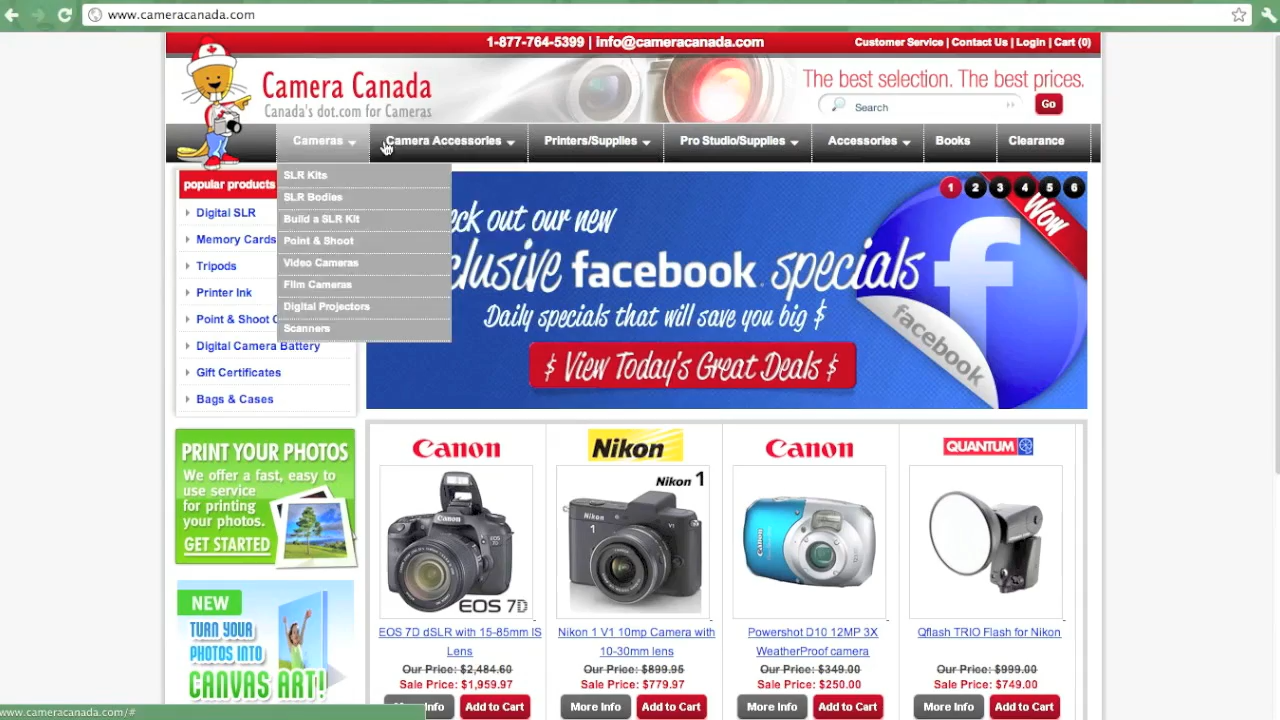 www.cameracanada.com
1-877-764-5399 | info@cameracanada.com
Customer Service | Contact Us | Login | Cart (0)
Camera Canada
Canada's dot.com for Cameras
The best selection. The best prices.
Search
Go
Cameras
Camera Accessories
Printers/Supplies
Pro Studio/Supplies
Accessories
Books
Clearance
SLR Kits
SLR Bodies
Build a SLR Kit
Point & Shoot
Video Cameras
Film Cameras
Digital Projectors
Scanners
popular products
Digital SLR
Memory Cards
Tripods
Printer Ink
Point & Shoot
Digital Camera Battery
Gift Certificates
Bags & Cases
1 2 3 4 5 6
Wow
eck out our new
clusive facebook specials
Daily specials that will save you big $
$ View Today's Great Deals $
facebook
PRINT YOUR PHOTOS
We offer a fast, easy to
use service
for printing
your photos.
GET STARTED
NEW
TURN YOUR
PHOTOS INTO
CANVAS ART!
Canon
Canon
EOS 7D
EOS 7D dSLR with 15-85mm IS
Lens
Our Price: $2,484.60
Sale Price: $1,959.97
Info
Add to Cart
Nikon
Nikon 1
Nikon
1
Nikon 1 V1 10mp Camera with
10-30mm lens
Our Price: $899.95
Sale Price: $779.97
More Info
Add to Cart
Canon
Canon
Powershot D10 12MP 3X
WeatherProof camera
Our Price: $349.00
Sale Price: $250.00
More Info
Add to Cart
QUANTUM
Qflash TRIO Flash for Nikon
Our Price: $999.00
Sale Price: $749.00
More Info
Add to Cart
www.cameracanada.com/#